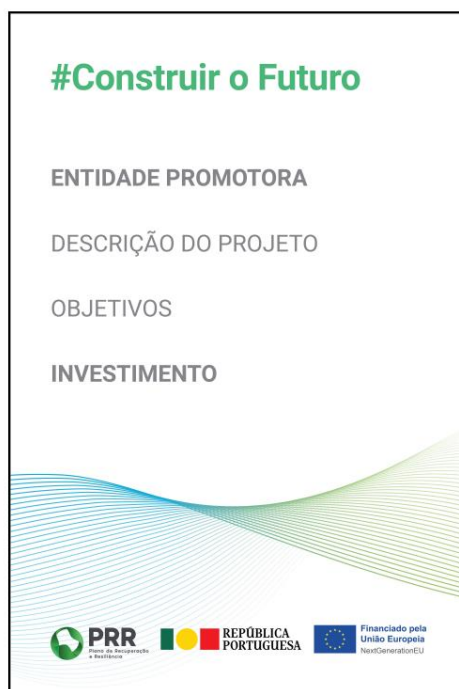 #Construir o Futuro
ENTIDADE PROMOTORA
DESCRIÇÃO DO PROJETO
OBJETIVOS
INVESTIMENTO
PRR
Plano de Recuperação
e Resiliência
REPÚBLICA
PORTUGUESA
Financiado pela
União Europeia
NextGenerationEU